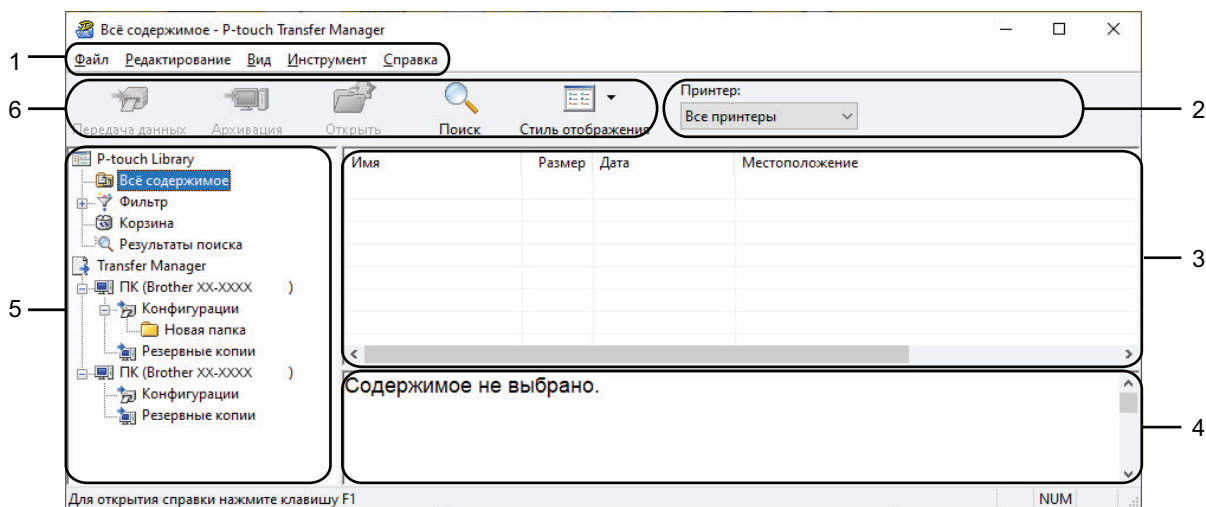 Всё содержимое - P-touch Transfer Manager
1
Файл Редактирование Вид Инструмент Справка
6
Передача данных Архивация Открыть Поиск Стиль отображения
Принтер:
Все принтеры
2
P-touch Library
Всё содержимое
Фильтр
Корзина
Результаты поиска
Transfer Manager
ПК (Brother XX-XXXX )
Конфигурации
Новая папка
Резервные копии
ПК (Brother XX-XXXX )
Конфигурации
Резервные копии
5
Имя Размер Дата Местоположение
3
Содержимое не выбрано.
4
Для открытия справки нажмите клавишу F1
NUM